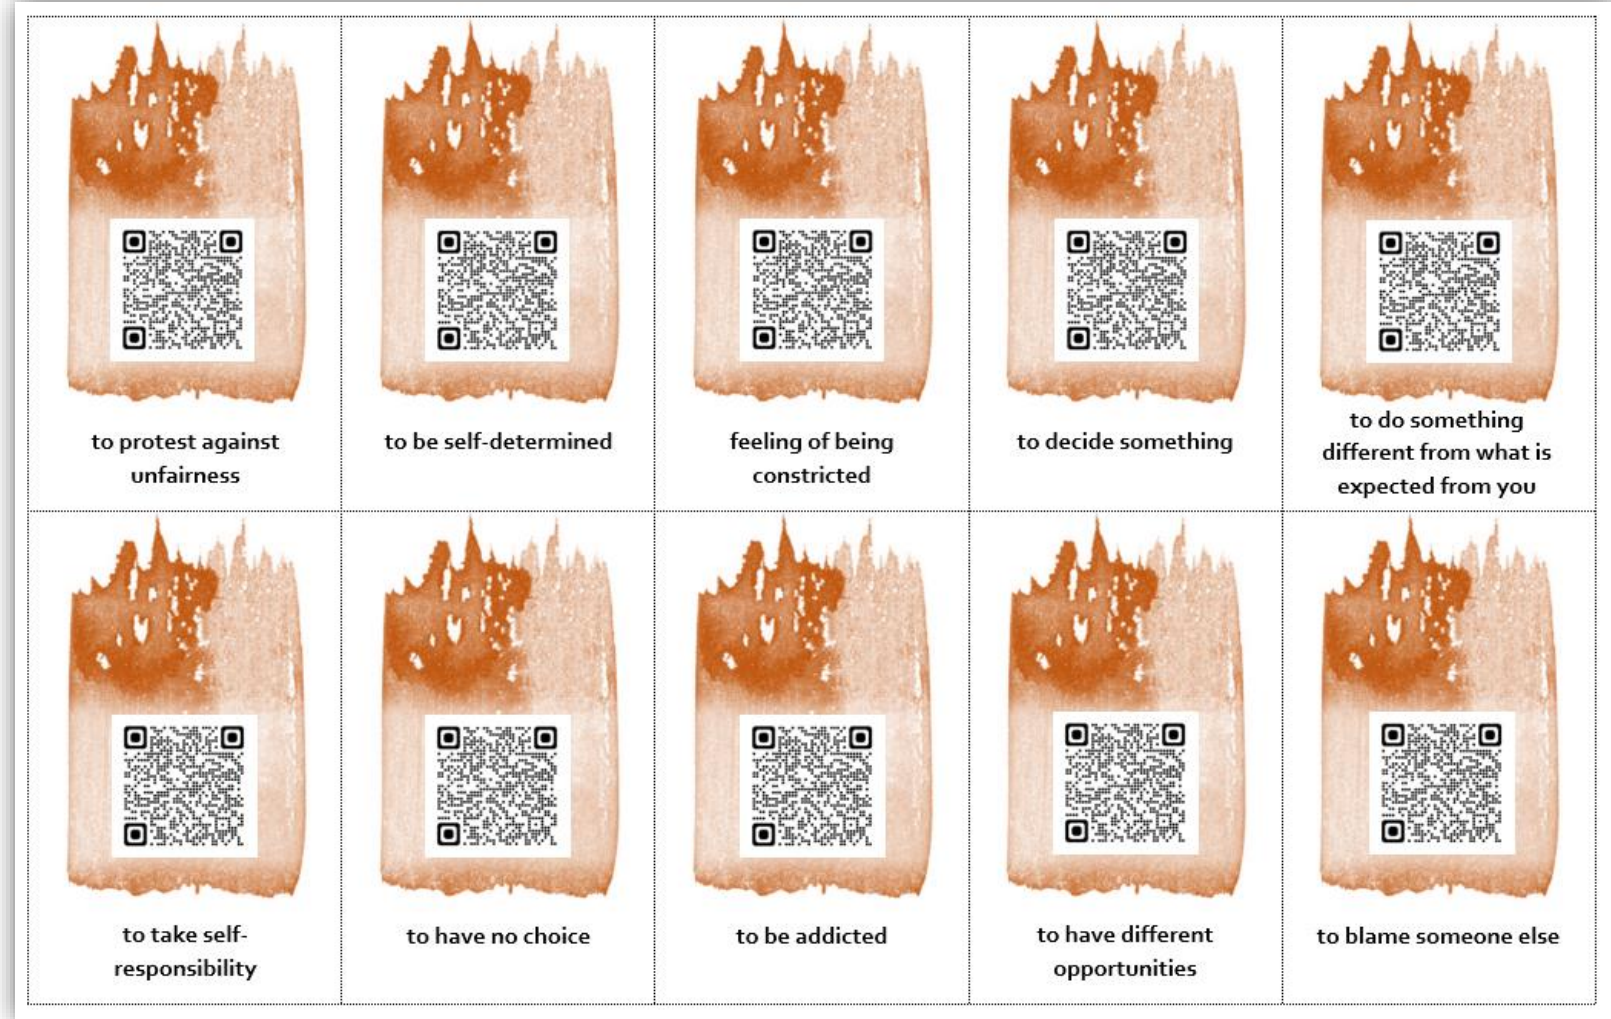 to protest against
unfairness
to be self-determined
feeling of being
constricted
to decide something
to do something
different from what is
expected from you
to take self-
responsibility
to have no choice
to be addicted
to have different
opportunities
to blame someone else